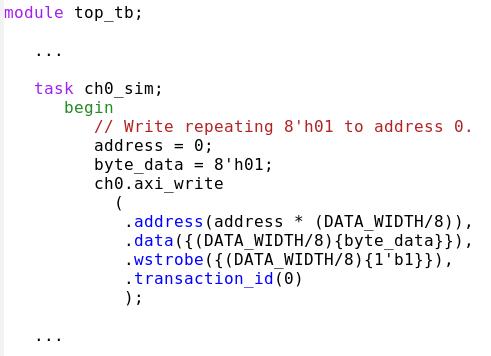 module top_tb;
...
task ch0_sim;
begin
// Write repeating 8'h01 to address 0.
address = 0;
byte_data = 8'h01;
ch0.axi_write
(
.address(address * (DATA_WIDTH/8)),
.data({(DATA_WIDTH/8){byte_data}}),
.wstrobe({(DATA_WIDTH/8){1'b1}}),
.transaction_id(0)
);
...